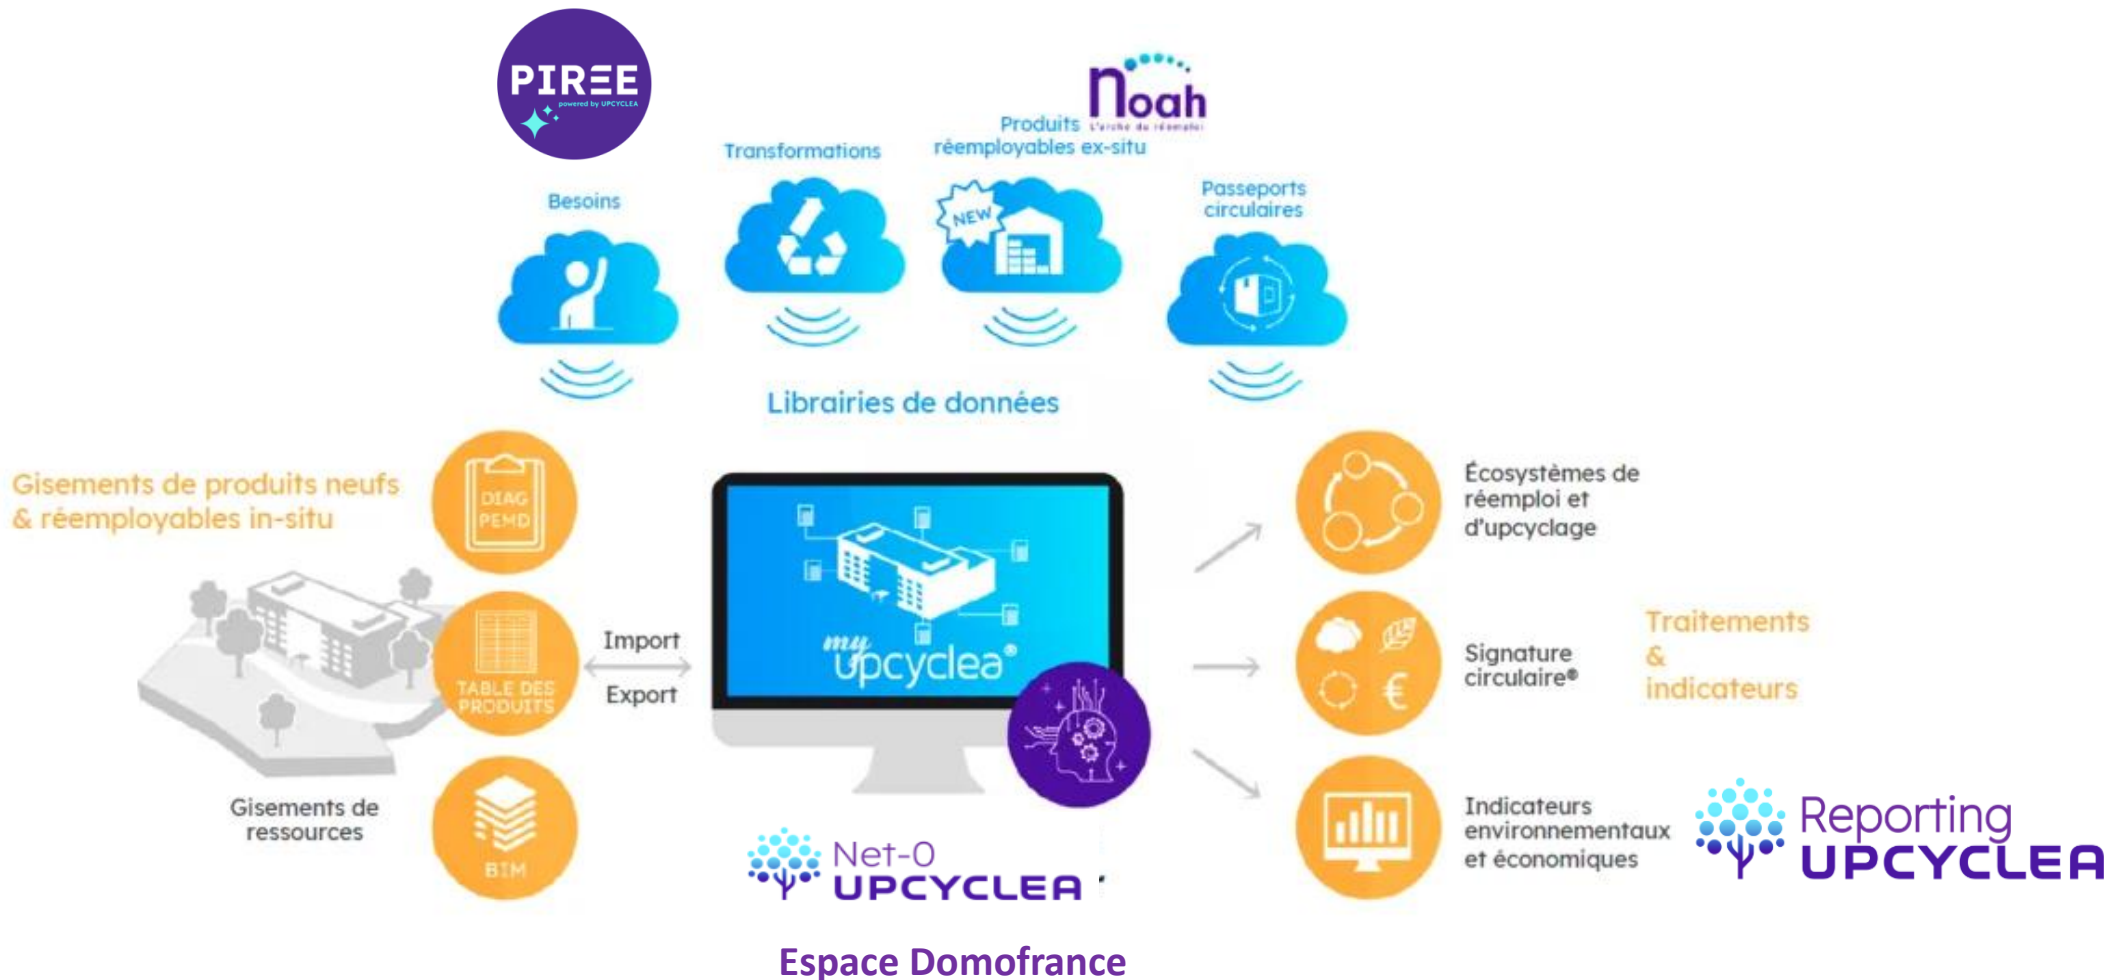 PIREE
powered by UPCYCLEA
noah
L'arche du réemploi
Produits
réemployables ex-situ
Transformations
Besoins
NEW
Passeports
circulaires
Librairies de données
Gisements de produits neufs
& réemployables in-situ
DIAG
PEMD
TABLE DES
PRODUITS
BIM
Gisements de
ressources
Import
Export
my
upcyclea®
Écosystèmes de
réemploi et
d'upcyclage
Signature
circulaire®
€
Indicateurs
environnementaux
et économiques
Traitements
&
indicateurs
Reporting
UPCYCLEA
Net-0
UPCYCLEA
Espace Domofrance